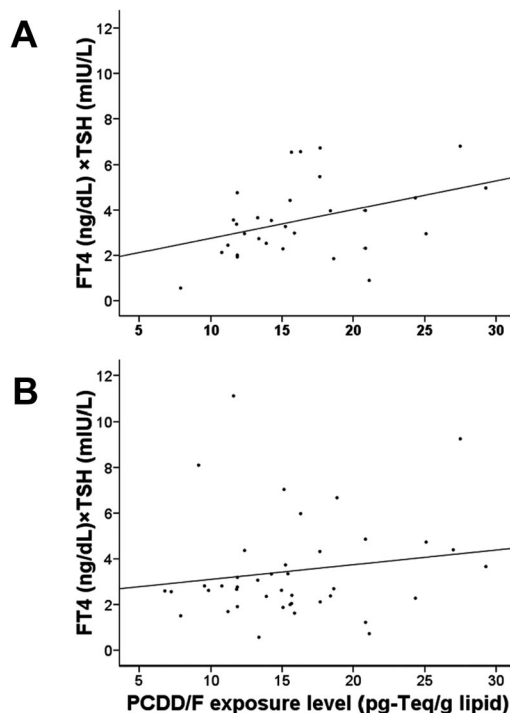 A
FT4 (ng/dL) ×TSH (mIU/L)
12
10
8
6
4
2
0
5 10 15 20 25 30
B
FT4 (ng/dL)×TSH (mIU/L)
12
10
8
6
4
2
0
5 10 15 20 25 30
PCDD/F exposure level (pg-Teq/g lipid)